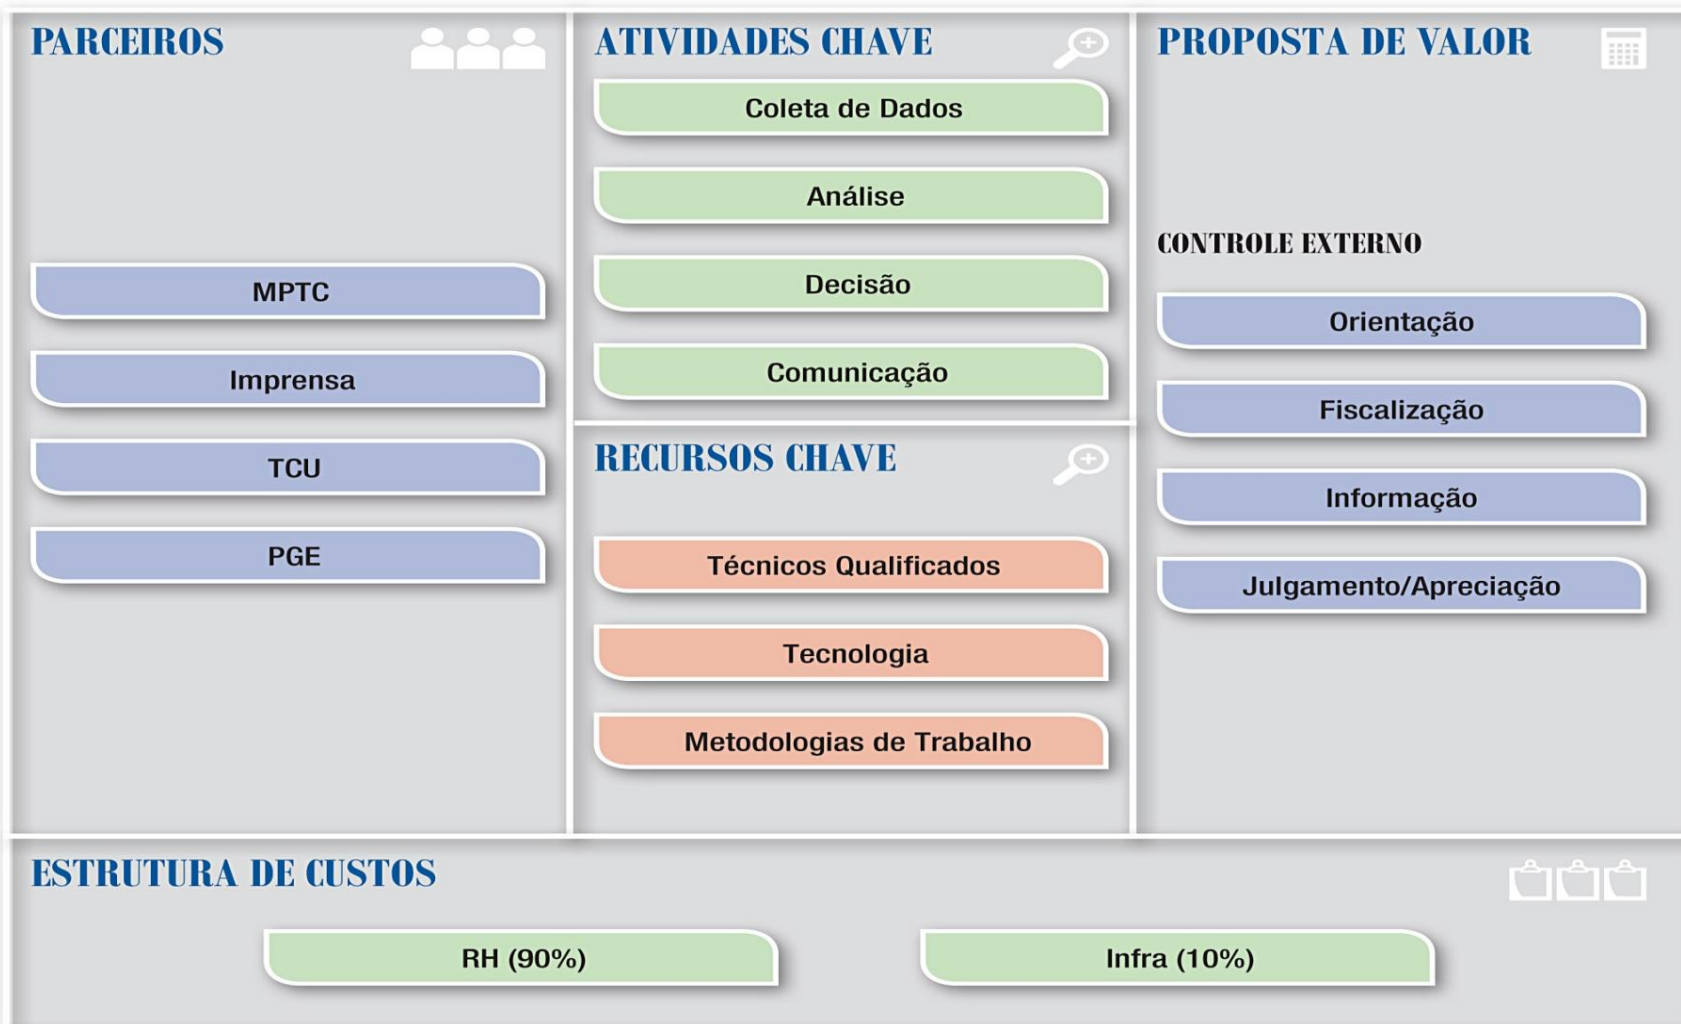 PARCEIROS
MPTC
Imprensa
TCU
PGE
ATIVIDADES CHAVE
Coleta de Dados
Análise
Decisão
Comunicação
RECURSOS CHAVE
Técnicos Qualificados
Tecnologia
Metodologias de Trabalho
PROPOSTA DE VALOR
CONTROLE EXTERNO
Orientação
Fiscalização
Informação
Julgamento/Apreciação
ESTRUTURA DE CUSTOS
RH (90%)
Infra (10%)